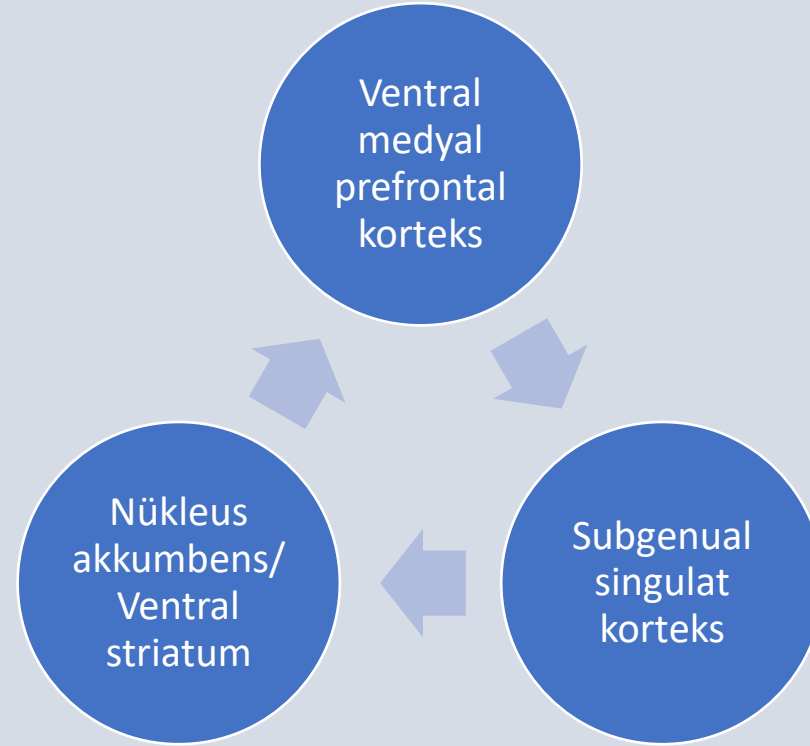 Ventral
medyal
prefrontal
korteks
Subgenual
singulat
korteks
Nükleus
akkumbens/
Ventral
striatum